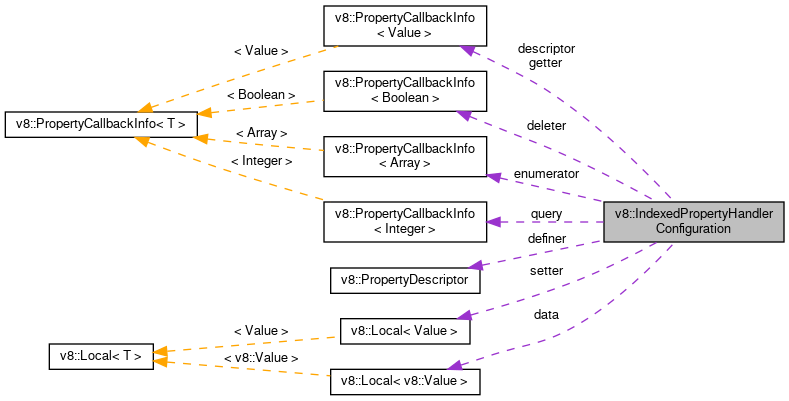 v8::PropertyCallbackInfo
< Value >
descriptor
getter
< Value >
v8::PropertyCallbackInfo
< Boolean >
< Boolean >
deleter
v8::PropertyCallbackInfo< T >
< Array >
v8::PropertyCallbackInfo
< Array >
< Integer >
enumerator
v8::PropertyCallbackInfo
< Integer >
query
v8::IndexedPropertyHandler
Configuration
definer
v8::PropertyDescriptor
setter
data
< Value >
v8::Local< Value >
v8::Local< T >
< v8::Value >
v8::Local< v8::Value >